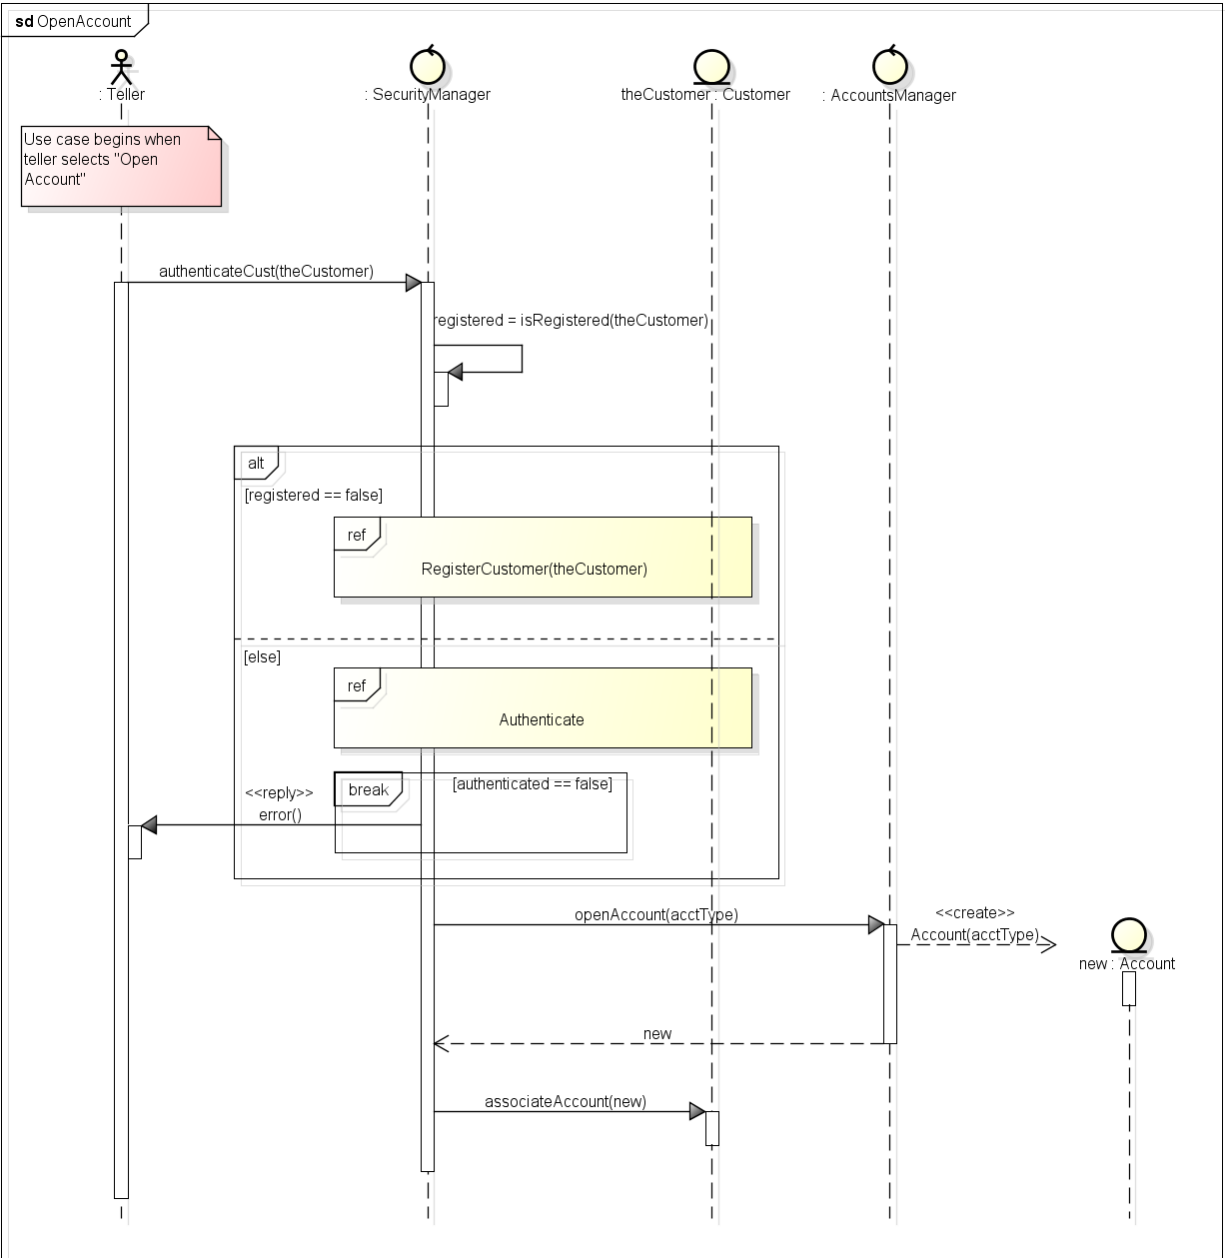 sd OpenAccount
: Teller
: SecurityManager
theCustomer : Customer
: AccountsManager
Use case begins when
teller selects "Open
Account"
authenticateCust(theCustomer)
registered = isRegistered(theCustomer)
alt
[registered == false]
ref
RegisterCustomer(theCustomer)
[else]
ref
Authenticate
break
[authenticated == false]
<<reply>>
error()
openAccount(acctType)
<<create>>
Account(acctType)
new : Account
new
associateAccount(new)